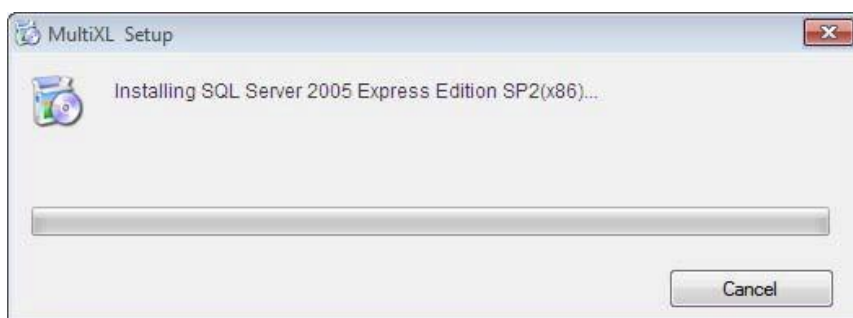 MultiXL Setup
Installing SQL Server 2005 Express Edition SP2(x86)...
Cancel